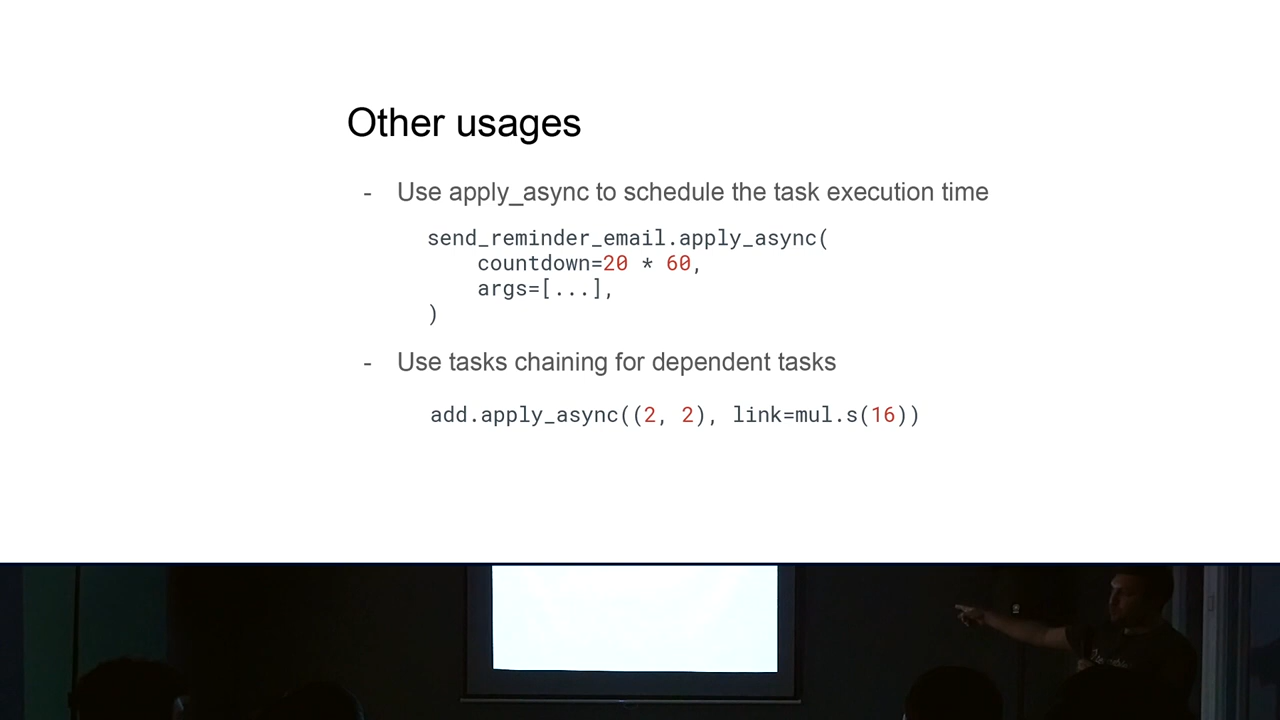 Other usages
- Use apply_async to schedule the task execution time
send_reminder_email.apply_async(
    countdown=20 * 60,
    args=[...],
)
- Use tasks chaining for dependent tasks
add.apply_async((2, 2), link=mul.s(16))